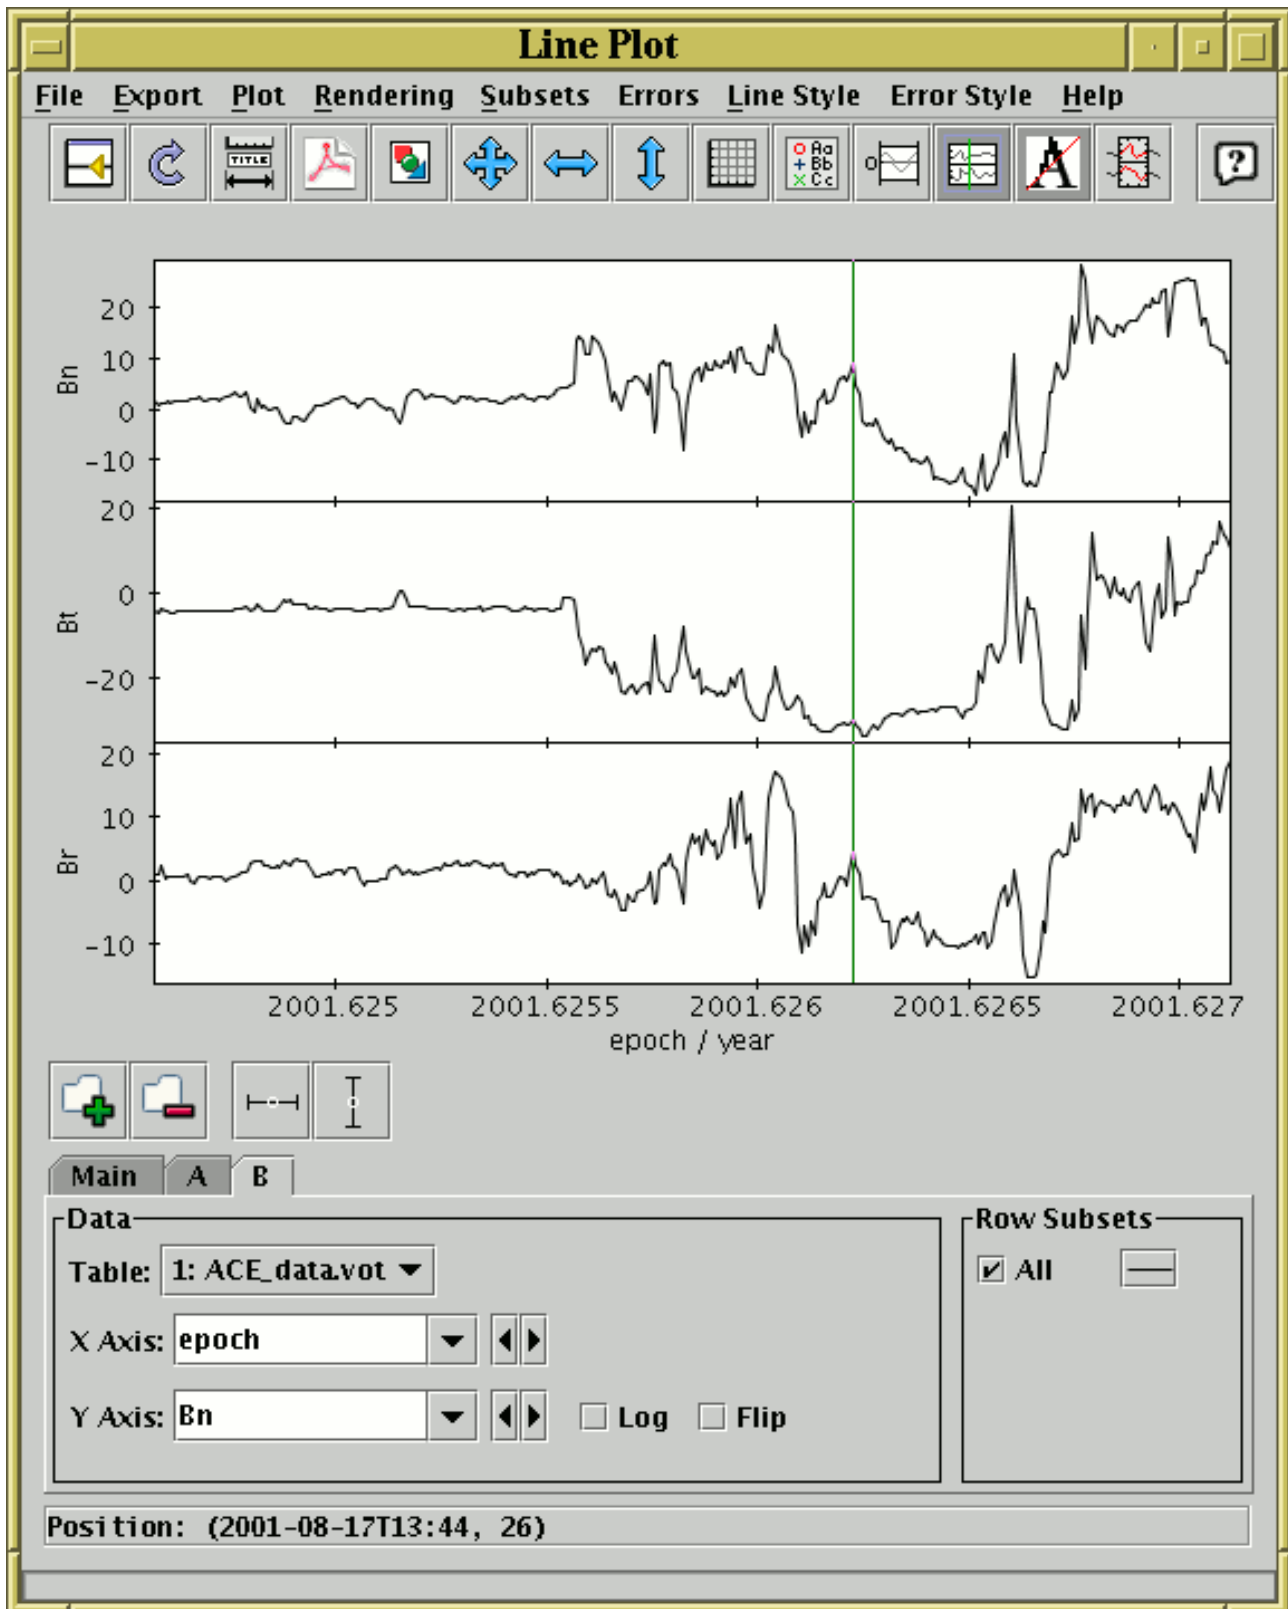 Line Plot
File Export Plot Rendering Subsets Errors Line Style Error Style Help
TITLE
Aa
Bb
Cc
A
?
20
10
0
-10
Bn
20
0
-20
Bt
20
10
0
-10
Br
2001.625 2001.6255 2001.626 2001.6265 2001.627
epoch / year
Main A B
Data
Row Subsets
Table: 1: ACE_data.vot
All
X Axis: epoch
Y Axis: Bn Log Flip
Position: (2001-08-17T13:44, 26)